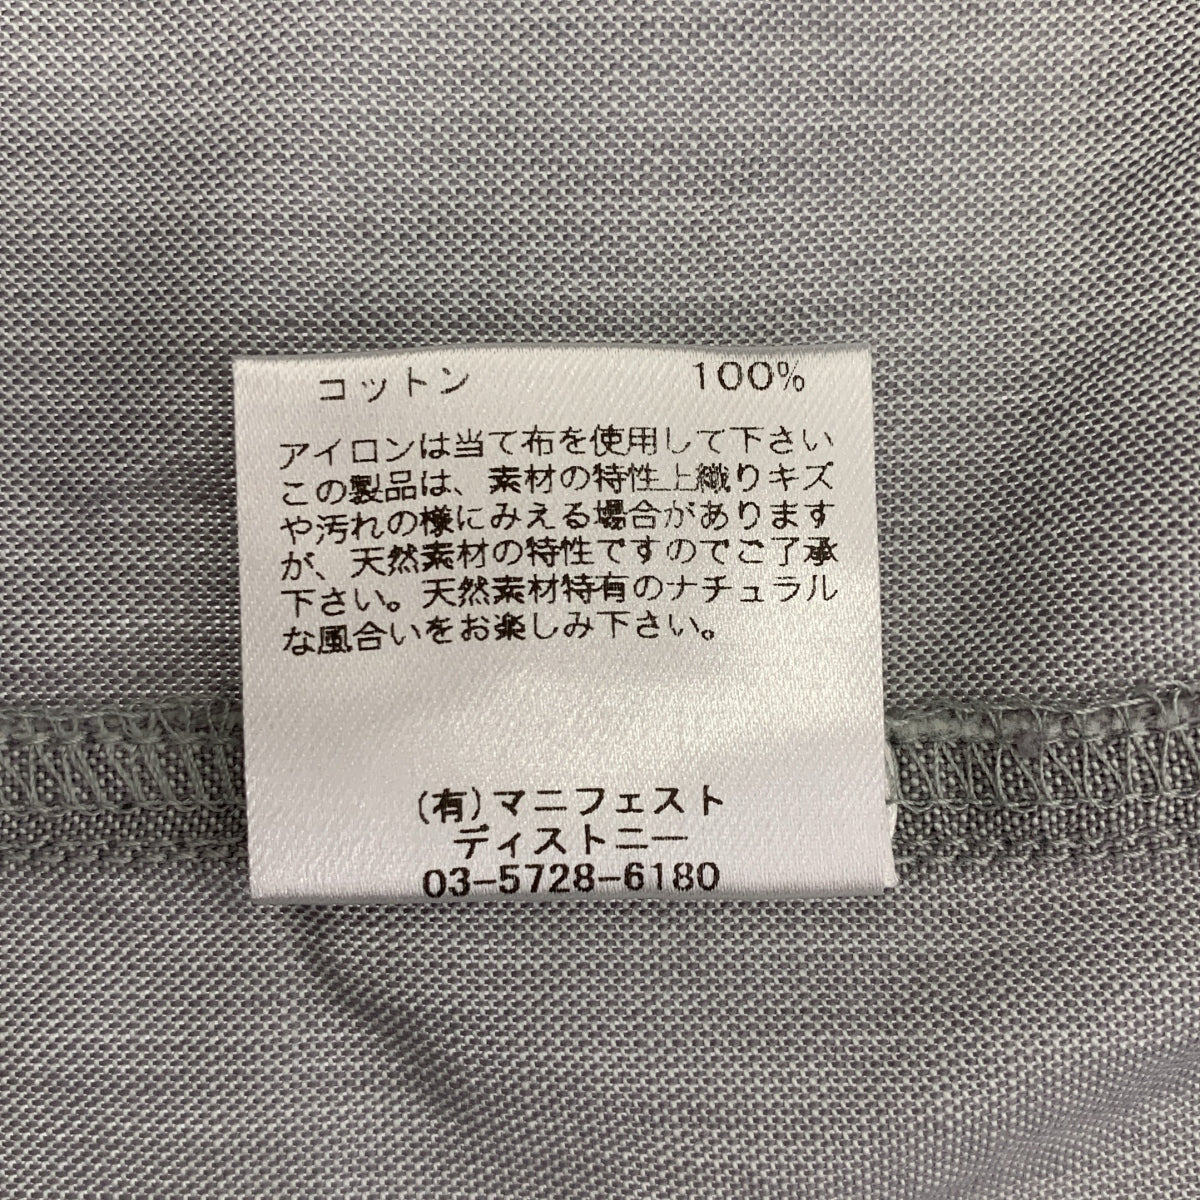 コットン 100%
アイロンは当て布を使用して下さい
この製品は、素材の特性上織りキズ
や汚れの様にみえる場合があります
が、天然素材の特性ですのでご了承
下さい。天然素材特有のナチュラル
な風合いをお楽しみ下さい。
(有)マニフェスト
ディストニー
03-5728-6180